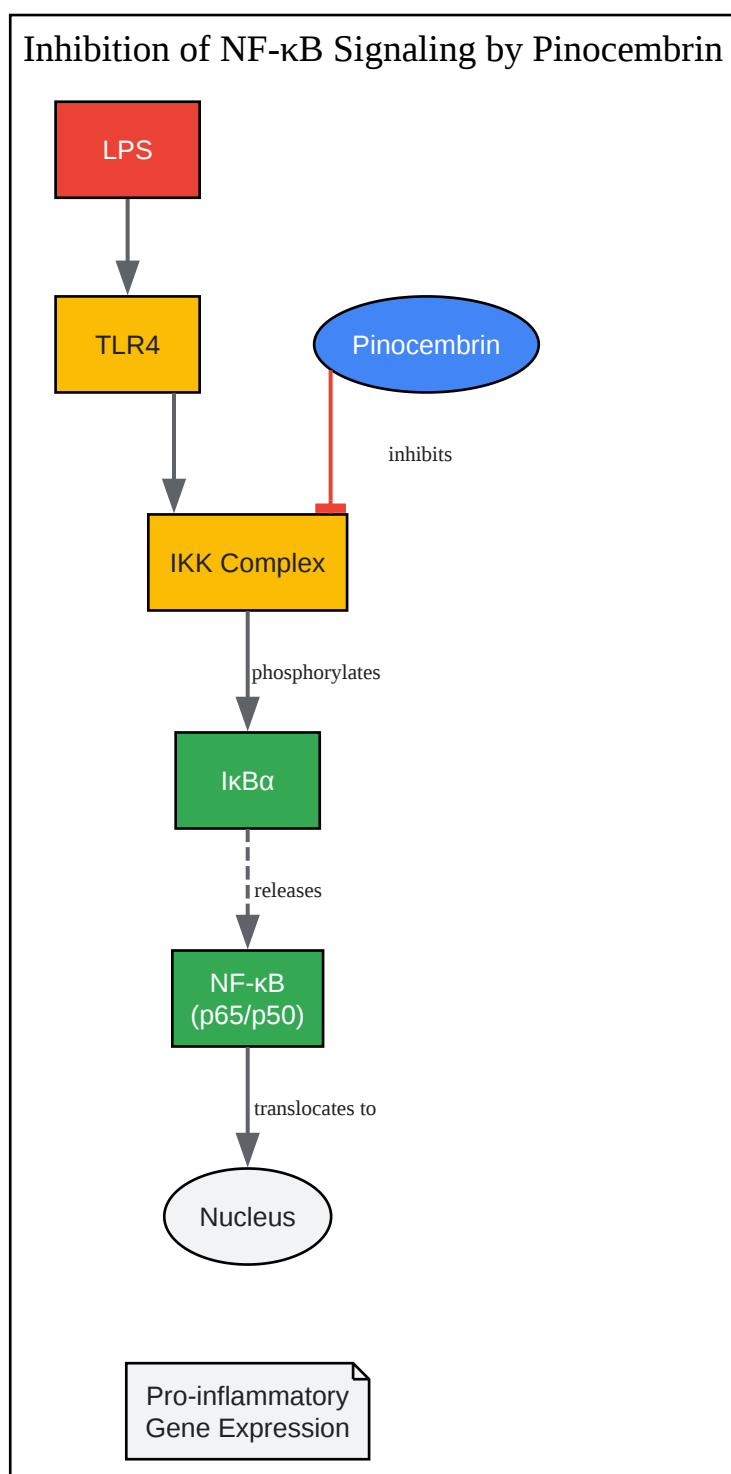 Inhibition of NF-κB Signaling by Pinocembrin
LPS
TLR4
Pinocembrin
inhibits
IKK Complex
phosphorylates
IκBα
releases
NF-κB
(p65/p50)
translocates to
Nucleus
Pro-inflammatory
Gene Expression